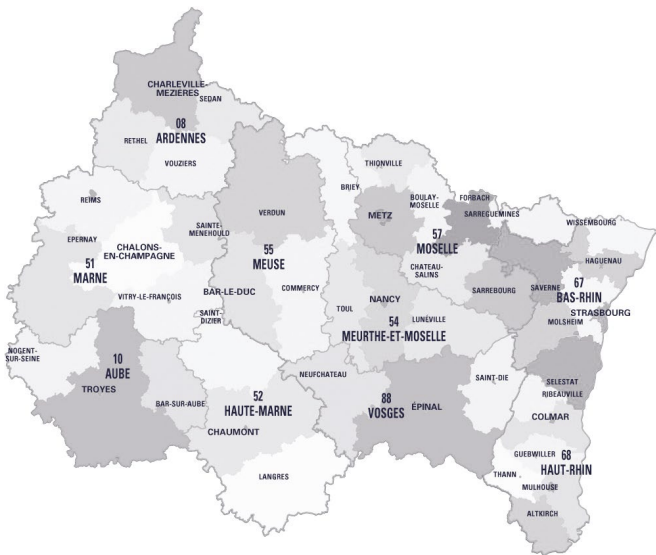 CHARLEVILLE-
MEZIERES
SEDAN
08
ARDENNES
RETHEL
VOUZIERS
THIONVILLE
BRIEY
BOULAY-
MOSELLE
FORBACH
SARREGUEMINES
WISSEMBOURG
REIMS
METZ
VERDUN
SAINTE-
MENEHOULD
57
MOSELLE
EPERNAY
CHALONS-
EN-CHAMPAGNE
55
MEUSE
HAGUENAU
51
MARNE
CHATEAU-
SALINS
67
BAS-RHIN
SAVERNE
SARREBOURG
BAR-LE-DUC
COMMERCY
VITRY-LE-FRANÇOIS
NANCY
TOUL
STRASBOURG
SAINT-
DIZIER
54
MEURTHE-ET-MOSELLE
LUNÉVILLE
MOLSHEIM
NOGENT-
SUR-SEINE
10
AUBE
TROYES
NEUFCHATEAU
SAINT-DIE
SELESTAT
RIBEAUVILLE
BAR-SUR-AUBE
52
HAUTE-MARNE
88
VOSGES
ÉPINAL
COLMAR
CHAUMONT
GUEBWILLER
68
HAUT-RHIN
LANGRES
THANN
MULHOUSE
ALTKIRCH